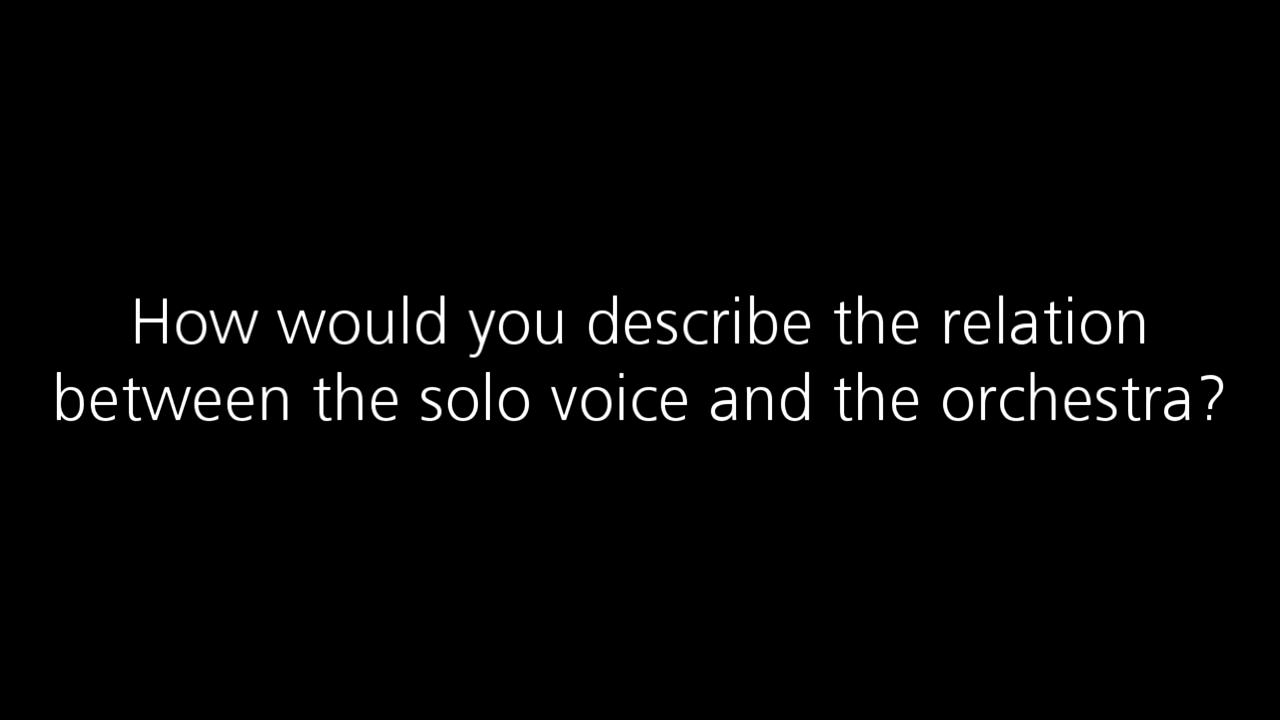 How would you describe the relation
between the solo voice and the orchestra?